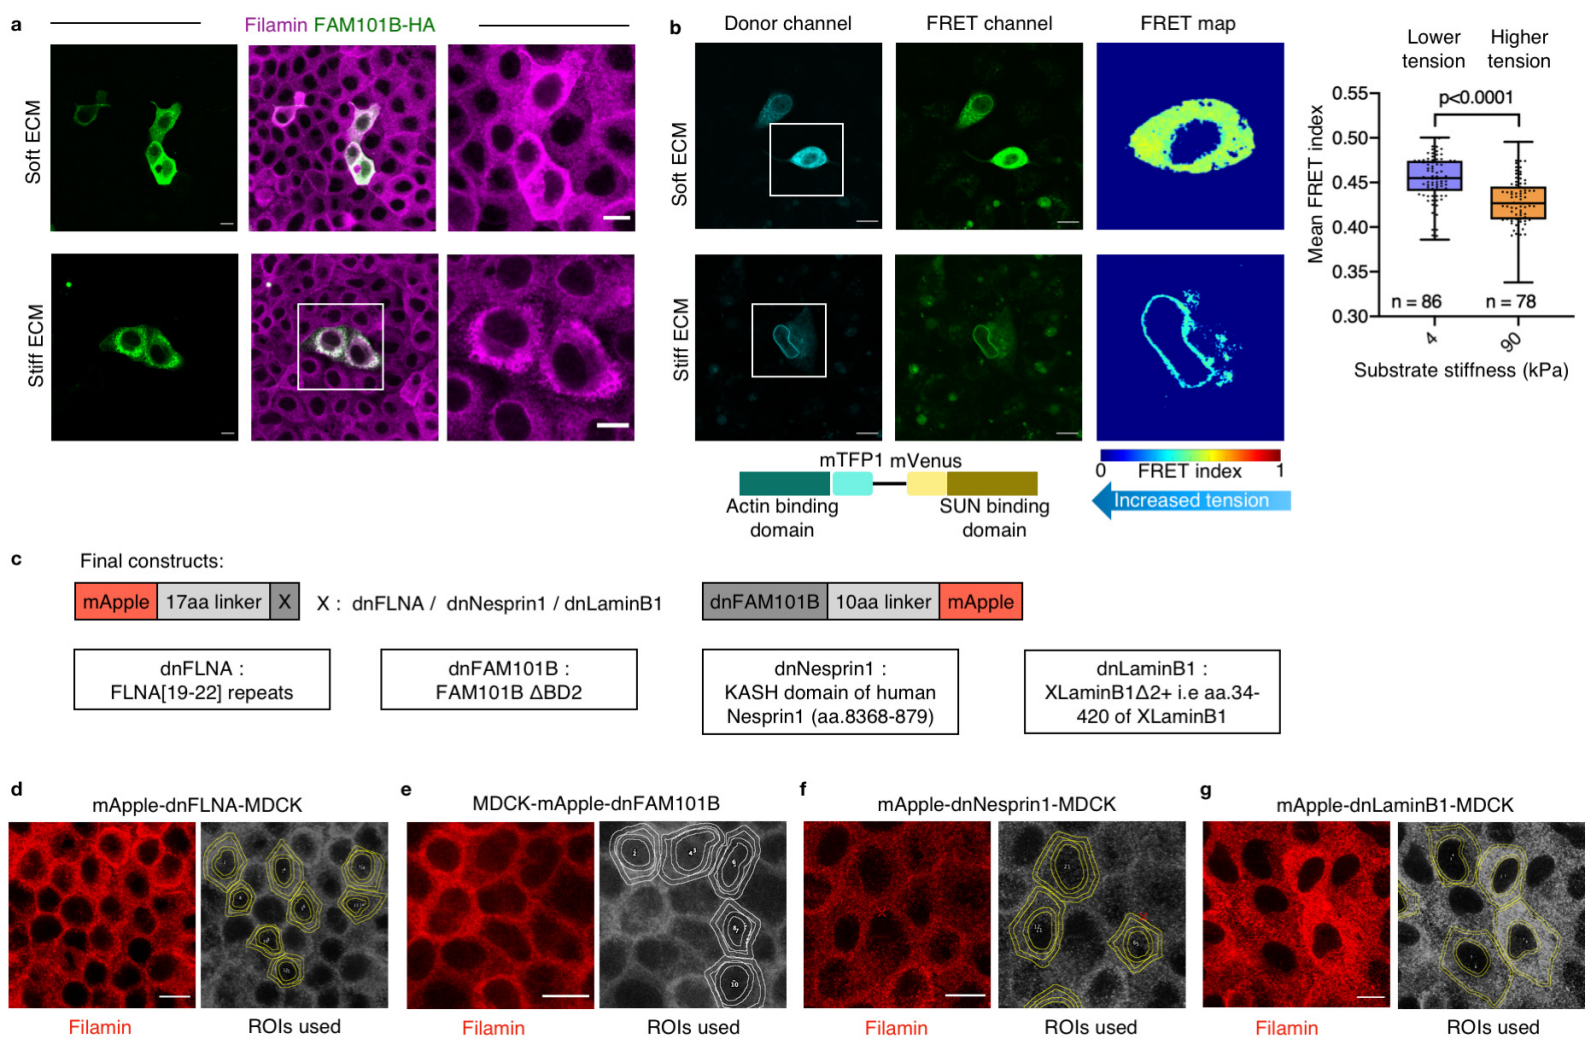 a
Filamin FAM101B-HA
Soft ECM
Stiff ECM
b
Donor channel
FRET channel
FRET map
Soft ECM
Stiff ECM
mTFP1 mVenus
Actin binding
domain
SUN binding
domain
0
FRET index
1
Increased tension
Lower
tension
Higher
tension
p<0.0001
Mean FRET index
0.55
0.50
0.45
0.40
0.35
0.30
n = 86
n = 78
4
90
Substrate stiffness (kPa)
c
Final constructs:
mApple
17aa linker
X
X : dnFLNA / dnNesprin1 / dnLaminB1
dnFAM101B
10aa linker
mApple
dnFLNA :
FLNA[19-22] repeats
dnFAM101B :
FAM101B ΔBD2
dnNesprin1 :
KASH domain of human
Nesprin1 (aa.8368-879)
dnLaminB1 :
XLaminB1Δ2+ i.e aa.34-
420 of XLaminB1
d
mApple-dnFLNA-MDCK
Filamin
ROIs used
e
MDCK-mApple-dnFAM101B
Filamin
ROIs used
f
mApple-dnNesprin1-MDCK
Filamin
ROIs used
g
mApple-dnLaminB1-MDCK
Filamin
ROIs used